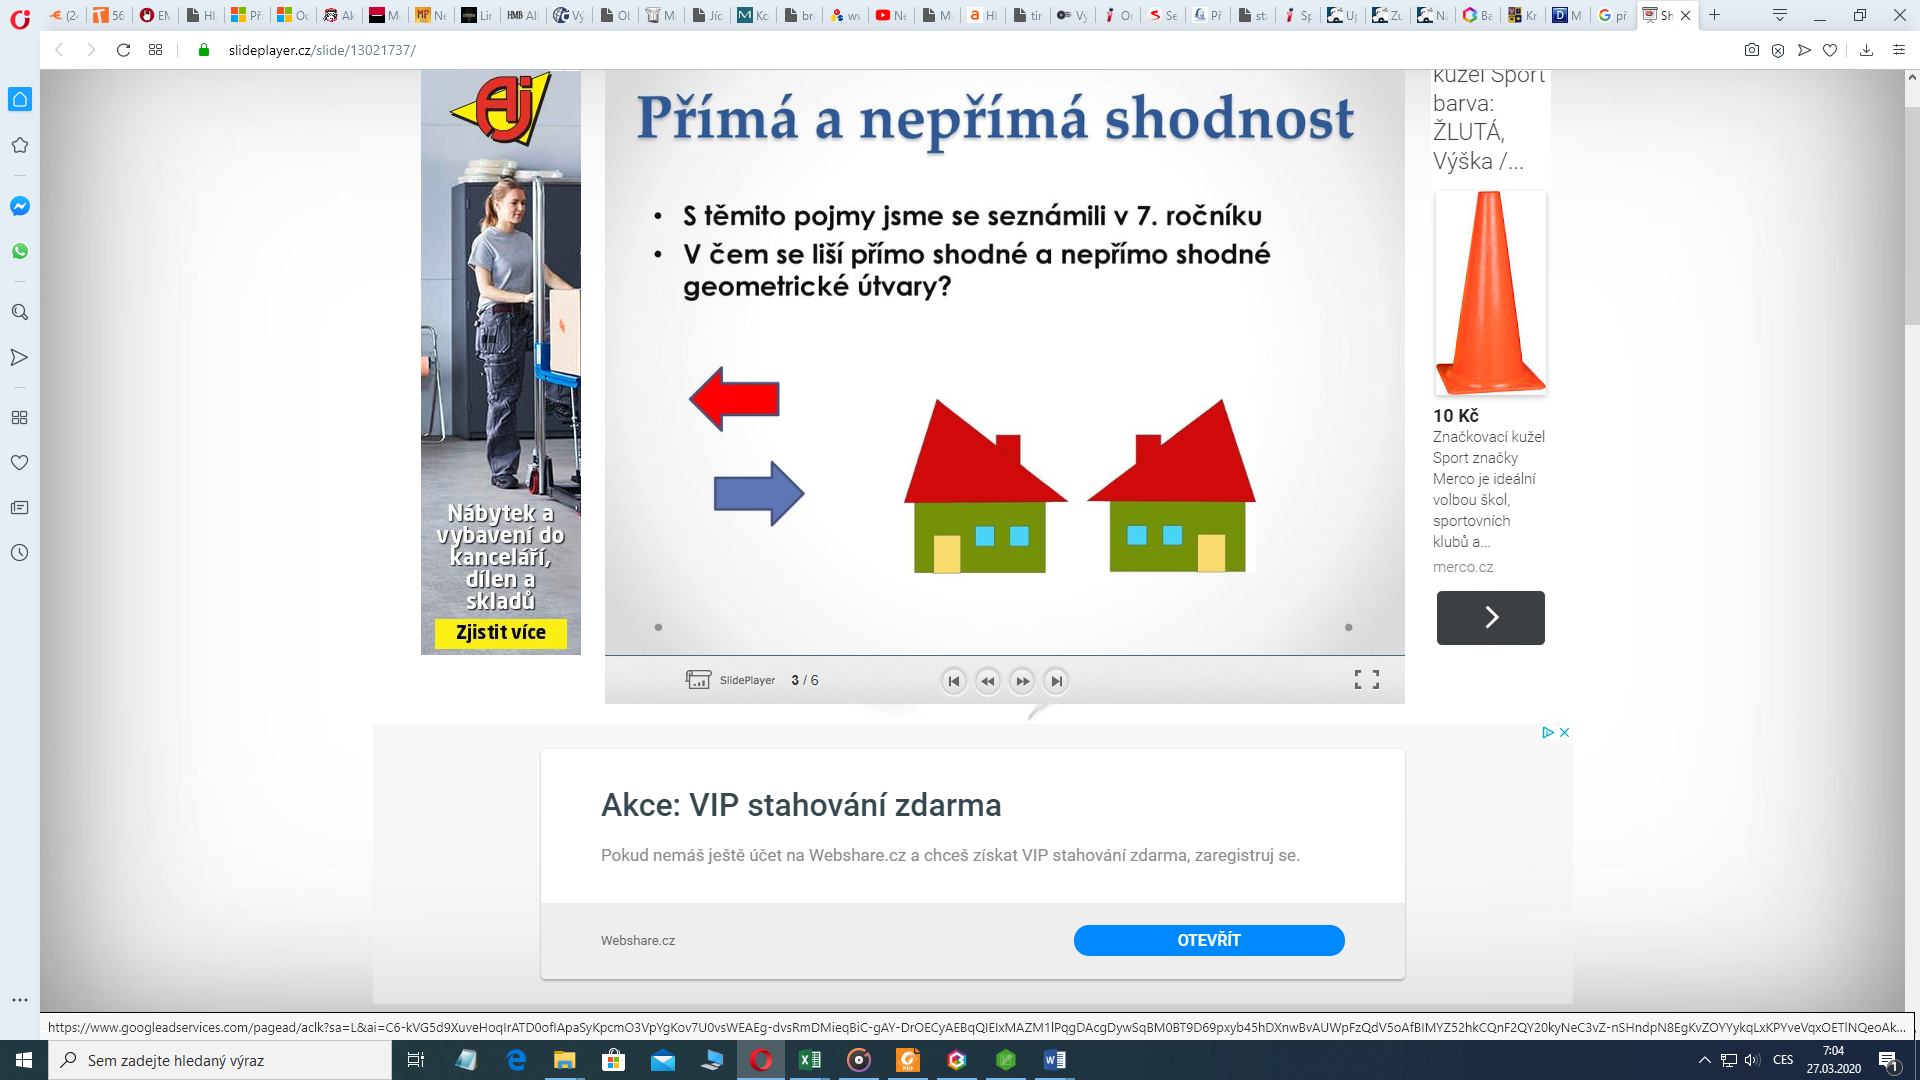 slideplayer.cz/slide/13021737/
Přímá a nepřímá shodnost
• S těmito pojmy jsme se seznámili v 7. ročníku
• V čem se liší přímo shodné a nepřímo shodné
geometrické útvary?
SlidePlayer 3 / 6
aj
Nábytek a
vybavení do
kanceláří,
dílen a
skladů
Zjistit více
kužel Sport
barva:
ŽLUTÁ,
Výška /...
10 Kč
Značkovací kužel
Sport značky
Merco je ideální
volbou škol,
sportovních
klubů a...
merco.cz
Akce: VIP stahování zdarma
Pokud nemáš ještě účet na Webshare.cz a chceš získat VIP stahování zdarma, zaregistruj se.
Webshare.cz
OTEVŘÍT
Sem zadejte hledaný výraz
CES
7:04
27.03.2020